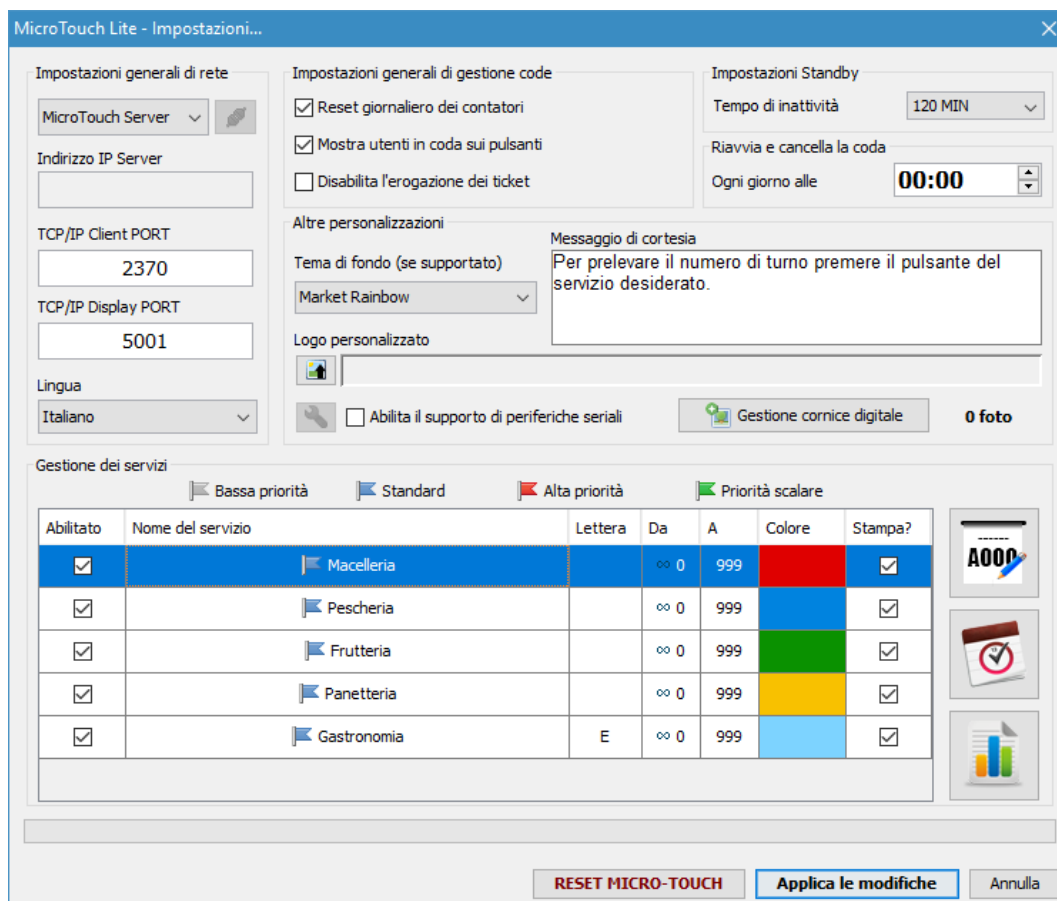 MicroTouch Lite - Impostazioni...
Impostazioni generali di rete
MicroTouch Server
Indirizzo IP Server
TCP/IP Client PORT
2370
TCP/IP Display PORT
5001
Lingua
Italiano
Impostazioni generali di gestione code
Reset giornaliero dei contatori
Mostra utenti in coda sui pulsanti
Disabilita l'erogazione dei ticket
Impostazioni Standby
Tempo di inattività
120 MIN
Riavvia e cancella la coda
Ogni giorno alle
00:00
Altre personalizzazioni
Tema di fondo (se supportato)
Market Rainbow
Messaggio di cortesia
Per prelevare il numero di turno premere il pulsante del
servizio desiderato.
Logo personalizzato
Abilita il supporto di periferiche seriali
Gestione cornice digitale
0 foto
Gestione dei servizi
Bassa priorità Standard Alta priorità Priorità scalare
Abilitato Nome del servizio Lettera Da A Colore Stampa?
Macelleria ∞ 0 999
Pescheria ∞ 0 999
Frutteria ∞ 0 999
Panetteria ∞ 0 999
Gastronomia E ∞ 0 999
A000
RESET MICRO-TOUCH Applica le modifiche Annulla